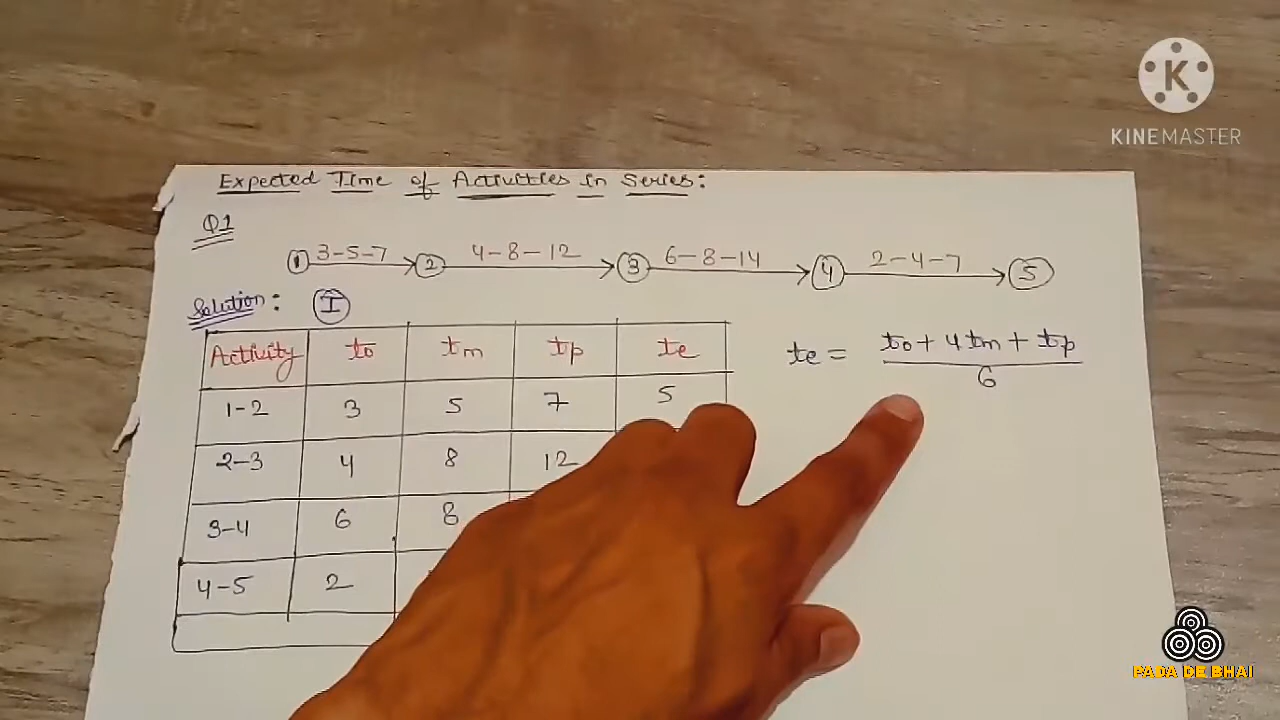 KINEMASTER
Expected Time of Activities in Series:
Q1
1 3-5-7 2 4-8-12 3 6-8-14 4 2-4-7 5
Solution: I
Activity to tm tp te
te = to + 4tm + tp
6
1-2 3 5 7 5
2-3 4 8 12
3-4 6 8
4-5 2
PADA DE BHAI